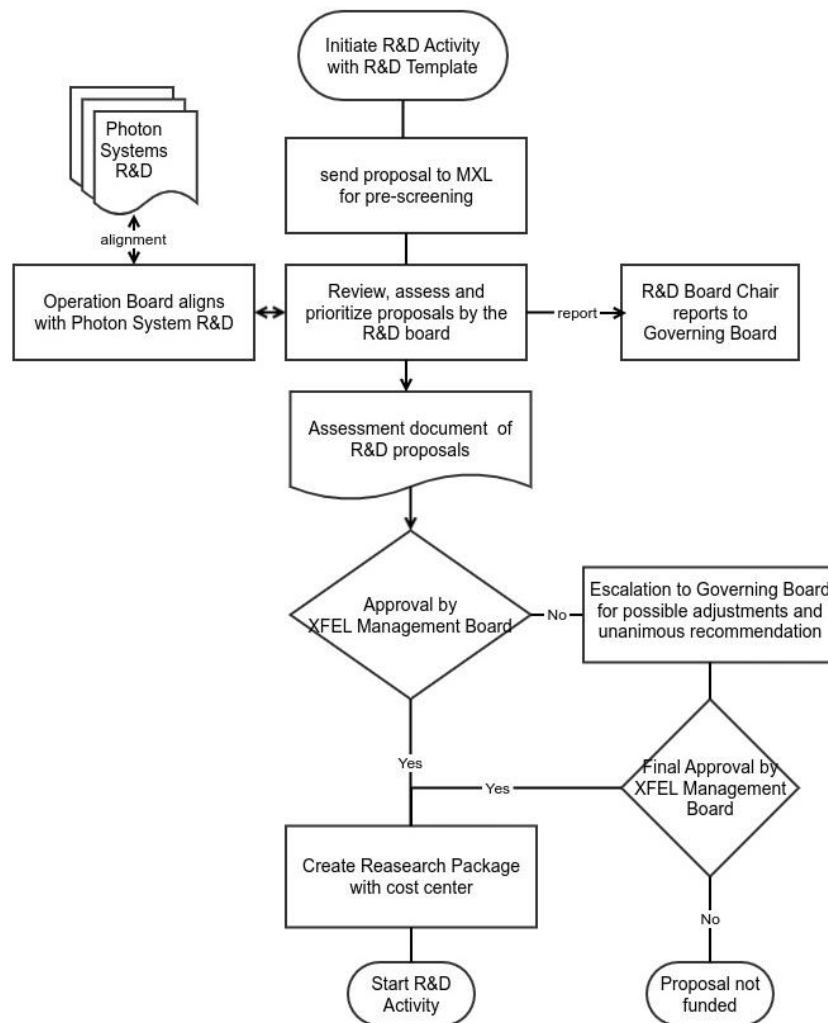 Initiate R&D Activity
with R&D Template
Photon
Systems
R&D
send proposal to MXL
for pre-screening
alignment
Operation Board aligns
with Photon System R&D
Review, assess and
prioritize proposals by the
R&D board
report
R&D Board Chair
reports to
Governing Board
Assessment document of
R&D proposals
Approval by
XFEL Management Board
No
Escalation to Governing Board
for possible adjustments and
unanimous recommendation
Yes
Final Approval by
XFEL Management
Board
Yes
Create Reasearch Package
with cost center
No
Start R&D
Activity
Proposal not
funded